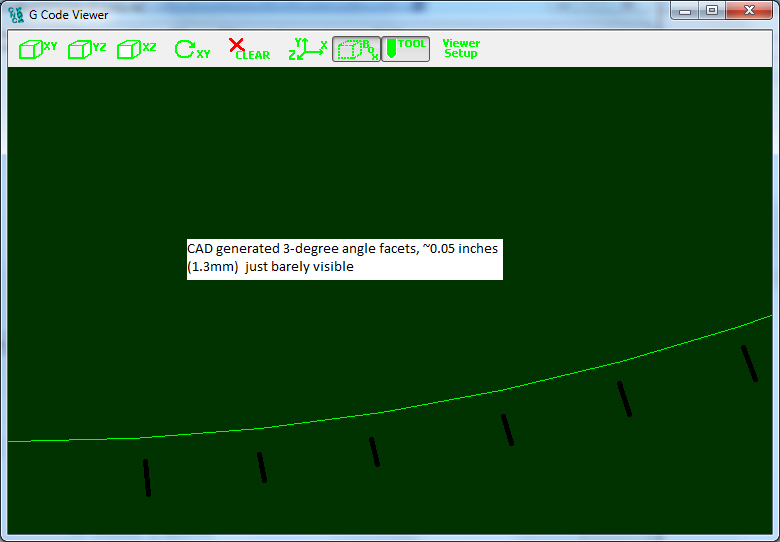 G Code Viewer
XY YZ XZ XY CLEAR Y X Z BOX TOOL Viewer
Setup
CAD generated 3-degree angle facets, ~0.05 inches
(1.3mm)  just barely visible